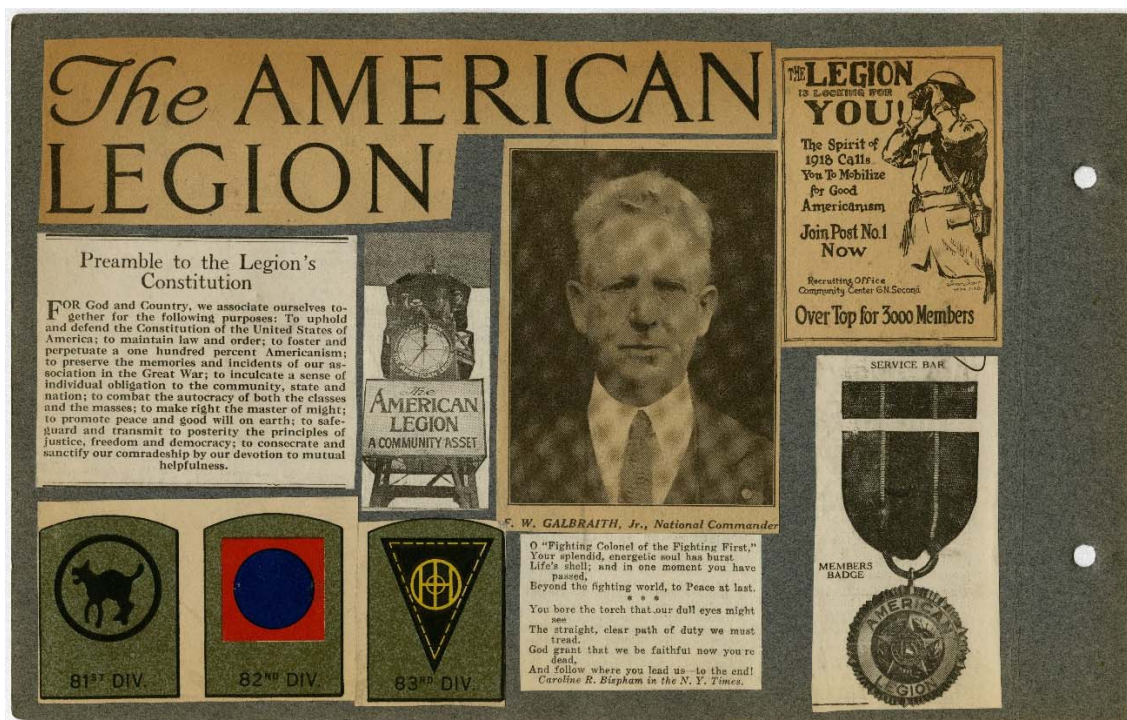 The AMERICAN
LEGION
THE LEGION
IS LOOKING FOR
YOU!
The Spirit of
1918 Calls
You To Mobilize
for Good
Americanism
Join Post No.1
Now
Recruiting Office
Community Center G.N. Second
Over Top for 3000 Members
Preamble to the Legion's
Constitution
FOR God and Country, we associate ourselves to-
gether for the following purposes: To uphold
and defend the Constitution of the United States of
America; to maintain law and order; to foster and
perpetuate a one hundred percent Americanism;
to preserve the memories and incidents of our as-
sociation in the Great War; to inculcate a sense of
individual obligation to the community, state and
nation; to combat the autocracy of both the classes
and the masses; to make right the master of might;
to promote peace and good will on earth; to safe-
guard and transmit to posterity the principles of
justice, freedom and democracy; to consecrate and
sanctify our comradeship by our devotion to mutual
helpfulness.
The
AMERICAN
LEGION
A COMMUNITY ASSET
F. W. GALBRAITH, Jr., National Commander
O "Fighting Colonel of the Fighting First,"
Your splendid, energetic soul has burst
Life's shell; and in one moment you have
passed,
Beyond the fighting world, to Peace at last.
* * *
You bore the torch that our dull eyes might
see
The straight, clear path of duty we must
tread.
God grant that we be faithful now you're
dead,
And follow where you lead us—to the end!
Caroline R. Bispham in the N. Y. Times.
SERVICE BAR
MEMBERS
BADGE
AMERICAN
LEGION
81ST DIV.
82ND DIV.
83RD DIV.